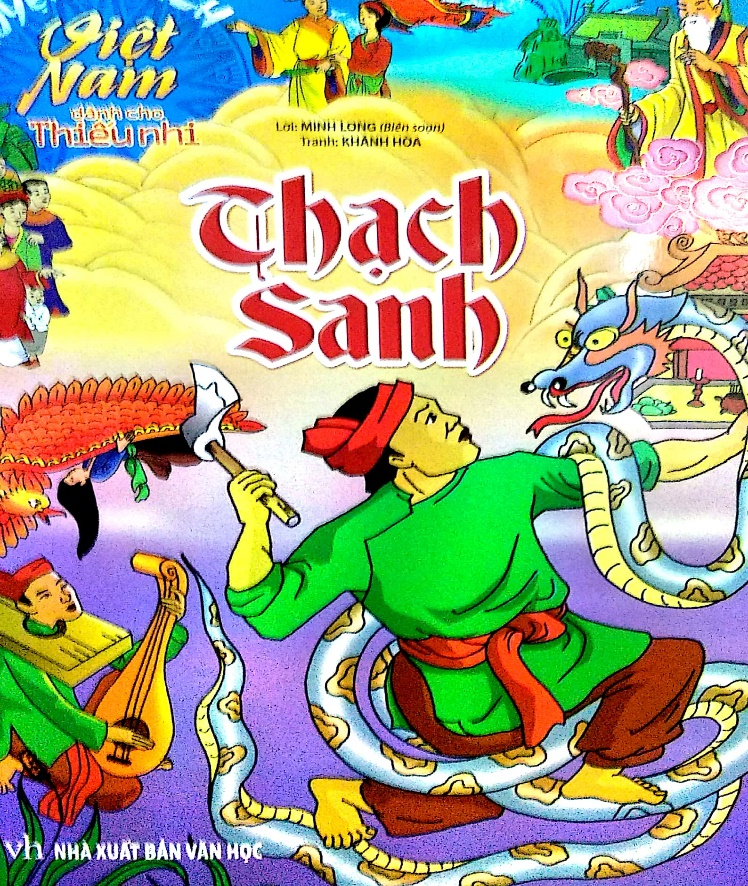 Việt
Nam
dành cho
Thiếu nhi
Lời: MINH LONG (Biên soạn)
Tranh: KHÁNH HÒA
Thạch
Sanh
vh NHÀ XUẤT BẢN VĂN HỌC